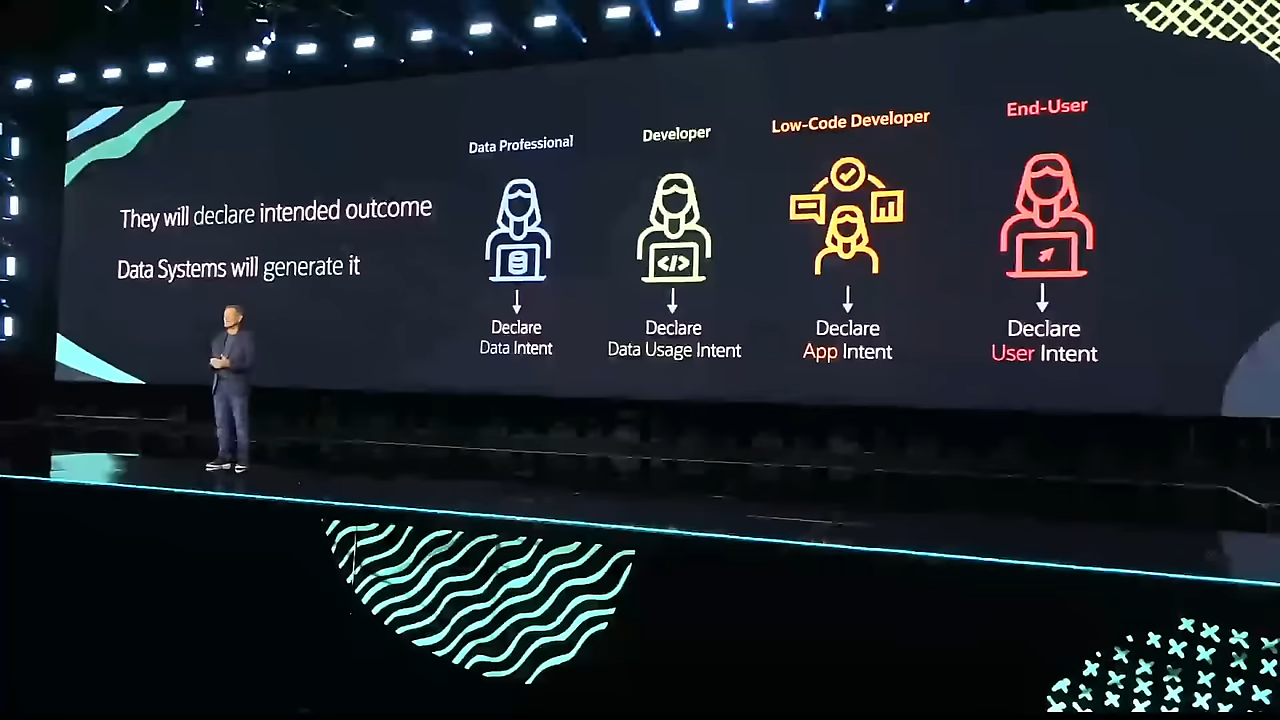 They will declare intended outcome
Data Systems will generate it
Data Professional
Declare
Data Intent
Developer
</>
Declare
Data Usage Intent
Low-Code Developer
Declare
App Intent
End-User
Declare
User Intent